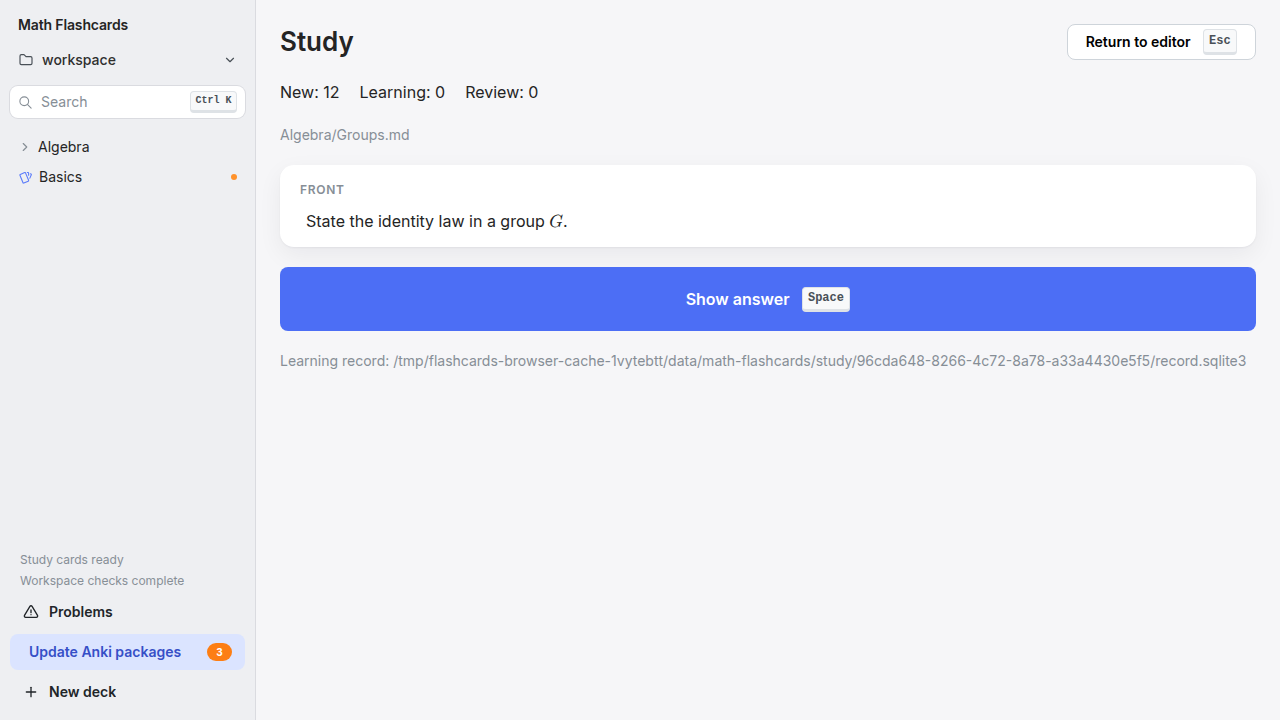 Math Flashcards
workspace
Search Ctrl K
Algebra
Basics
Study cards ready
Workspace checks complete
Problems
Update Anki packages 3
New deck
Study
Return to editor Esc
New: 12 Learning: 0 Review: 0
Algebra/Groups.md
FRONT
State the identity law in a group G.
Show answer Space
Learning record: /tmp/flashcards-browser-cache-1vytebtt/data/math-flashcards/study/96cda648-8266-4c72-8a78-a33a4430e5f5/record.sqlite3